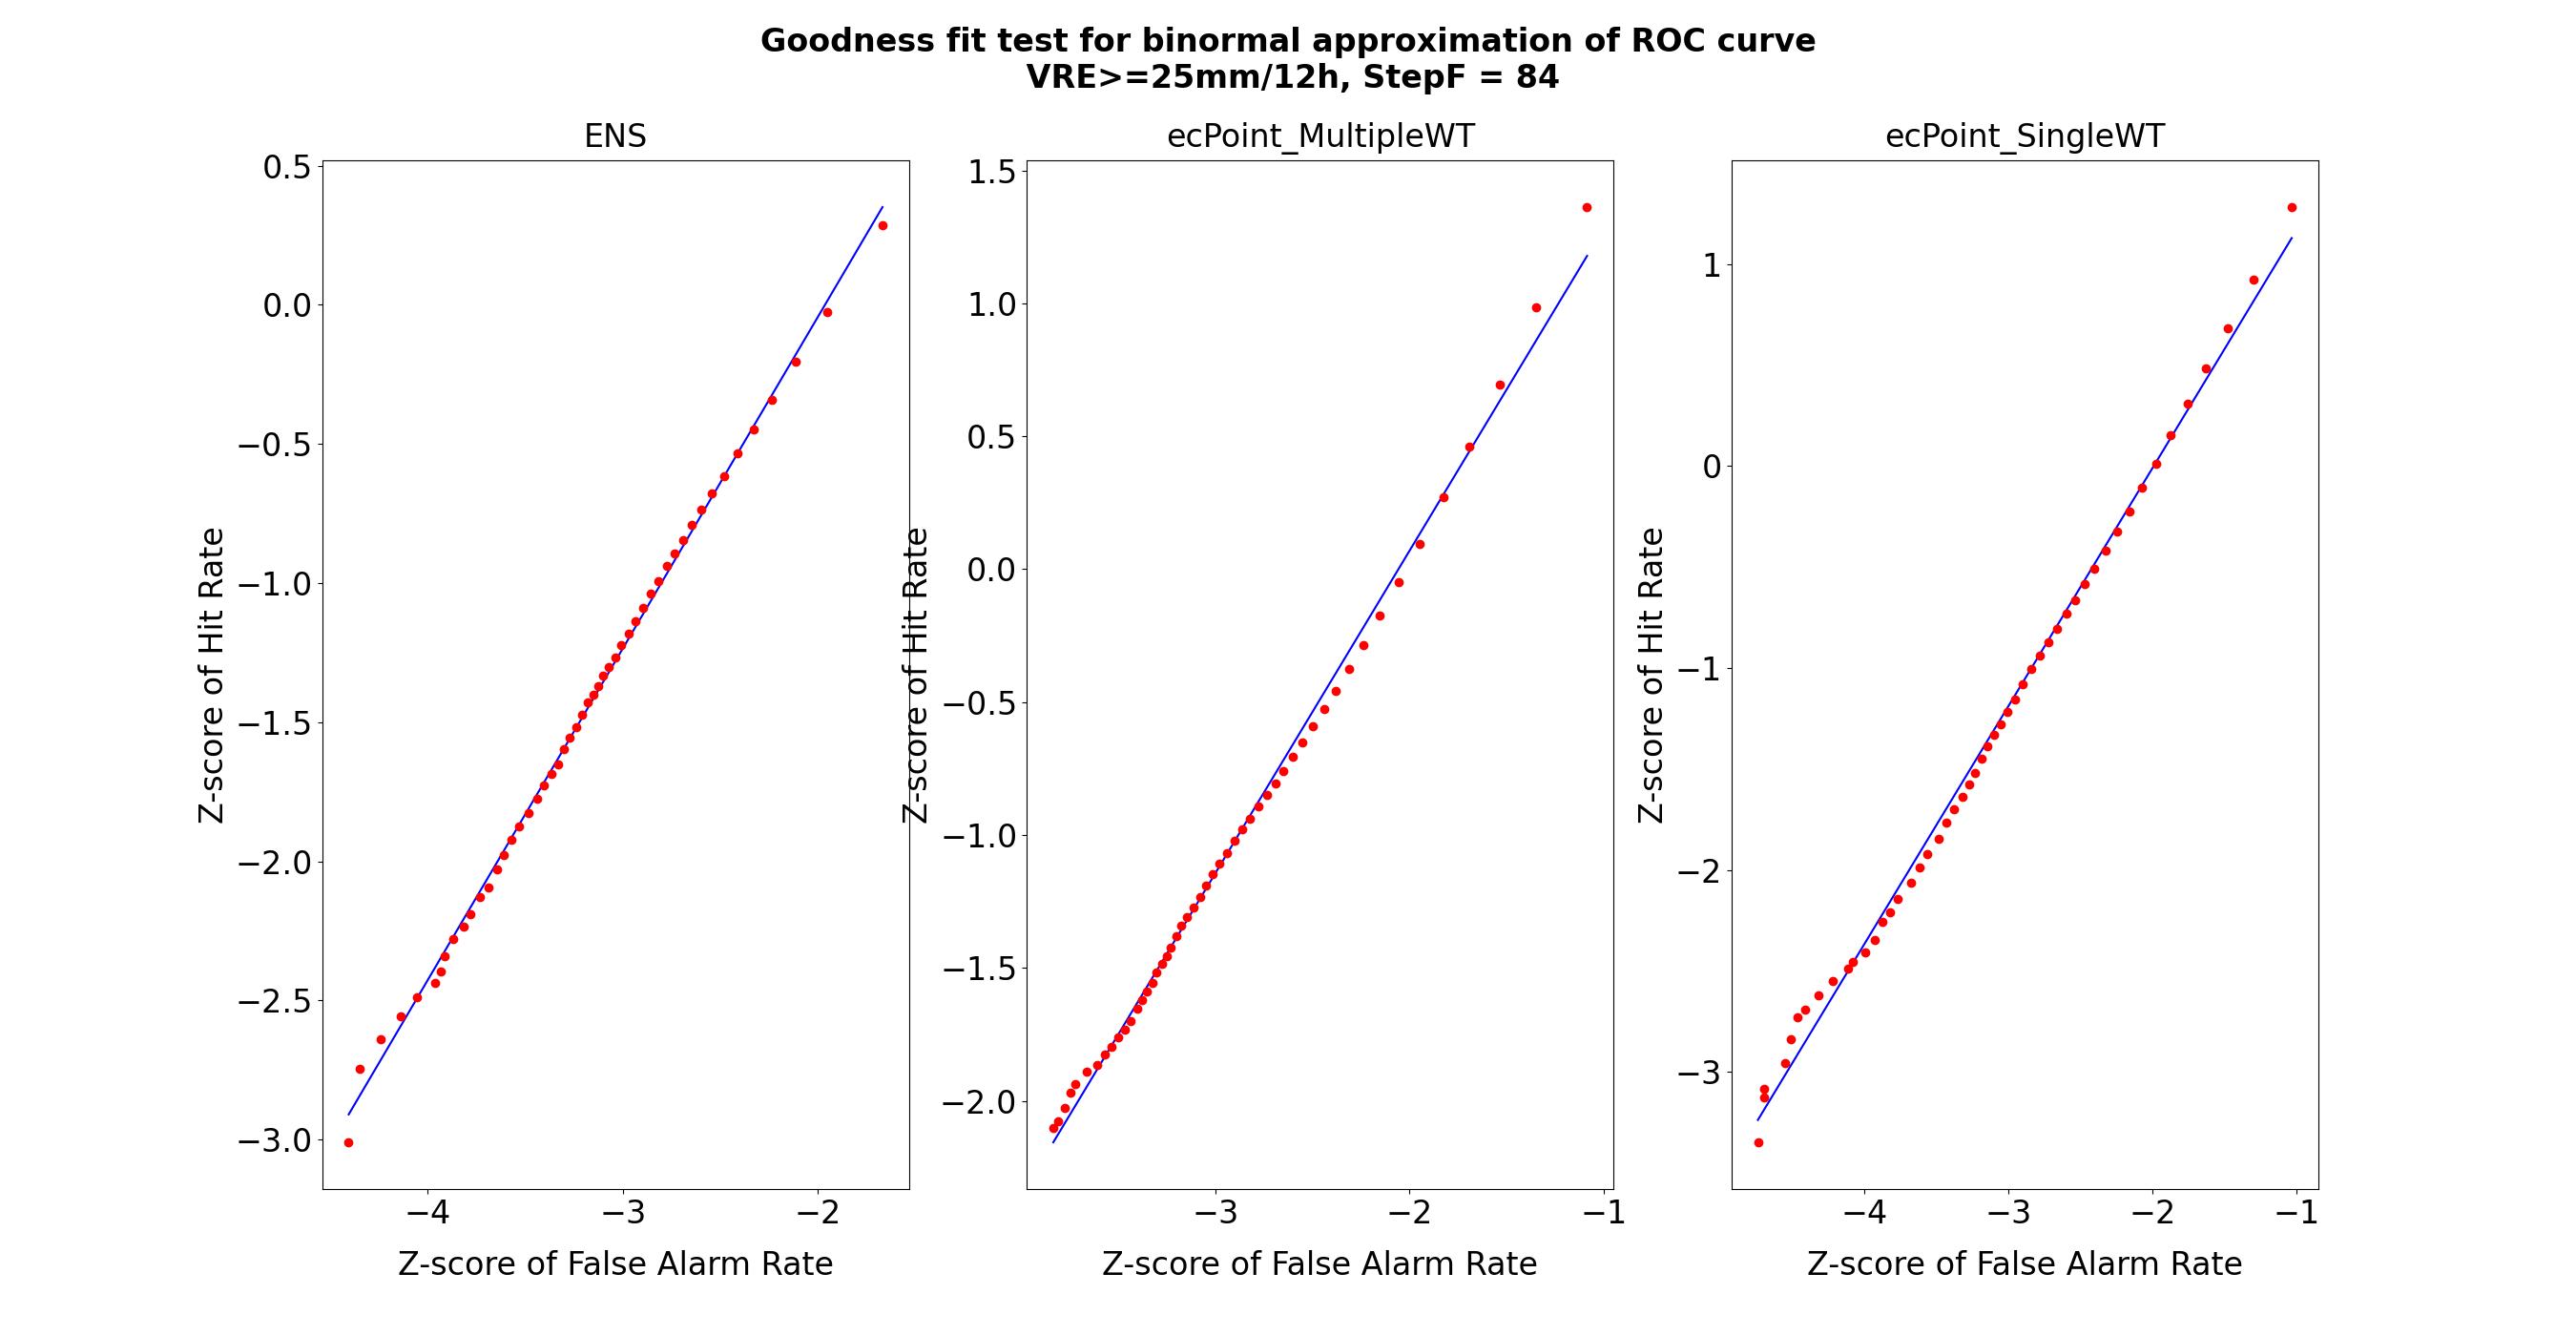 Goodness fit test for binormal approximation of ROC curve
VRE>=25mm/12h, StepF = 84
ENS
0.5
0.0
−0.5
−1.0
−1.5
−2.0
−2.5
−3.0
Z-score of Hit Rate
−4
−3
−2
Z-score of False Alarm Rate
ecPoint_MultipleWT
1.5
1.0
0.5
0.0
−0.5
−1.0
−1.5
−2.0
Z-score of Hit Rate
−3
−2
−1
Z-score of False Alarm Rate
ecPoint_SingleWT
1
0
−1
−2
−3
Z-score of Hit Rate
−4
−3
−2
−1
Z-score of False Alarm Rate